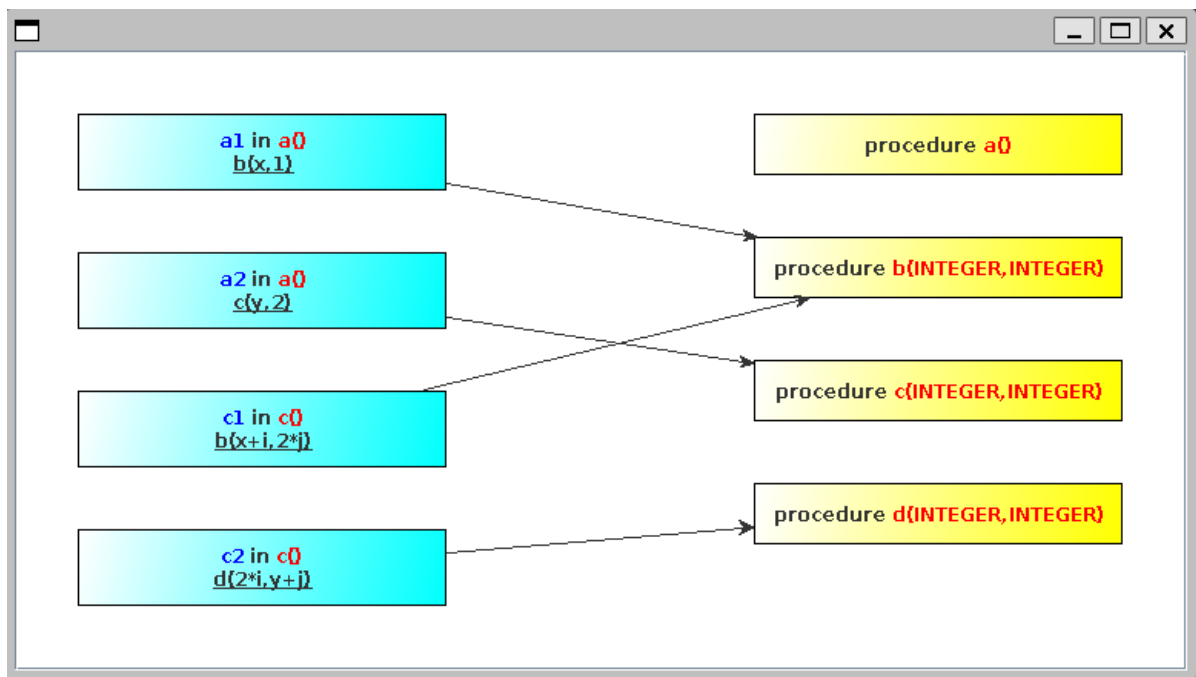 a1 in a()
b(x,1)
procedure a()
a2 in a()
c(y,2)
procedure b(INTEGER,INTEGER)
c1 in c()
b(x+i,2*j)
procedure c(INTEGER,INTEGER)
c2 in c()
d(2*i,y+j)
procedure d(INTEGER,INTEGER)